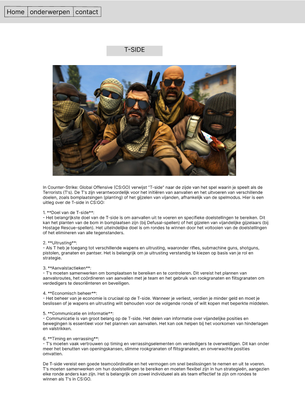 Home onderwerpen contact
T-SIDE
In Counter-Strike: Global Offensive (CS:GO) verwijst "T-side" naar de zijde van het spel waarin je speelt als de
Terrorists (T's). De T's zijn verantwoordelijk voor het initiëren van aanvallen en het uitvoeren van verschillende
doelen, zoals bomplaatsingen (planting) of het gijzelen van vijanden, afhankelijk van de spelmodus. Hier is een
uitleg over de T-side in CS:GO:
1. **Doel van de T-side**:
- Het belangrijkste doel van de T-side is om aanvallen uit te voeren en specifieke doelstellingen te bereiken. Dit
kan het planten van de bom in bomplaatsen zijn (bij Defusal-spellen) of het gijzelen van vijandelijke gijzelaars (bij
Hostage Rescue-spellen). Het uiteindelijke doel is om rondes te winnen door het voltooien van de doelstellingen
of het elimineren van alle tegenstanders.
2. **Uitrusting**:
- Als T heb je toegang tot verschillende wapens en uitrusting, waaronder rifles, submachine guns, shotguns,
pistolen, granaten en pantser. Het is belangrijk om je uitrusting verstandig te kiezen op basis van je rol en
strategie.
3. **Aanvalstactieken**:
- T's moeten samenwerken om bomplaatsen te bereiken en te controleren. Dit vereist het plannen van
aanvalsroutes, het coördineren van aanvallen met je team en het gebruik van rookgranaten en flitsgranaten om
verdedigers te desoriënteren en beveiligen.
4. **Economisch beheer**:
- Het beheer van je economie is cruciaal op de T-side. Wanneer je verliest, verdien je minder geld en moet je
beslissen of je wapens en uitrusting wilt behouden voor de volgende ronde of wilt kopen met beperkte middelen.
5. **Communicatie en informatie**:
- Communicatie is van groot belang op de T-side. Het delen van informatie over vijandelijke posities en
bewegingen is essentieel voor het plannen van aanvallen. Het kan ook helpen bij het voorkomen van hinderlagen
en valstrikken.
6. **Timing en verrassing**:
- T's moeten vaak vertrouwen op timing en verrassingselementen om verdedigers te overweldigen. Dit kan onder
meer het benutten van openingskansen, slimme rookgranaten of flitsgranaten, en onverwachte posities
omvatten.
De T-side vereist een goede teamcoördinatie en het vermogen om snel beslissingen te nemen en uit te voeren.
T's moeten samenwerken om hun doelstellingen te bereiken en moeten flexibel zijn in hun strategieën, aangezien
elke ronde anders kan zijn. Het is belangrijk om zowel individueel als als team effectief te zijn om rondes te
winnen als T's in CS:GO.